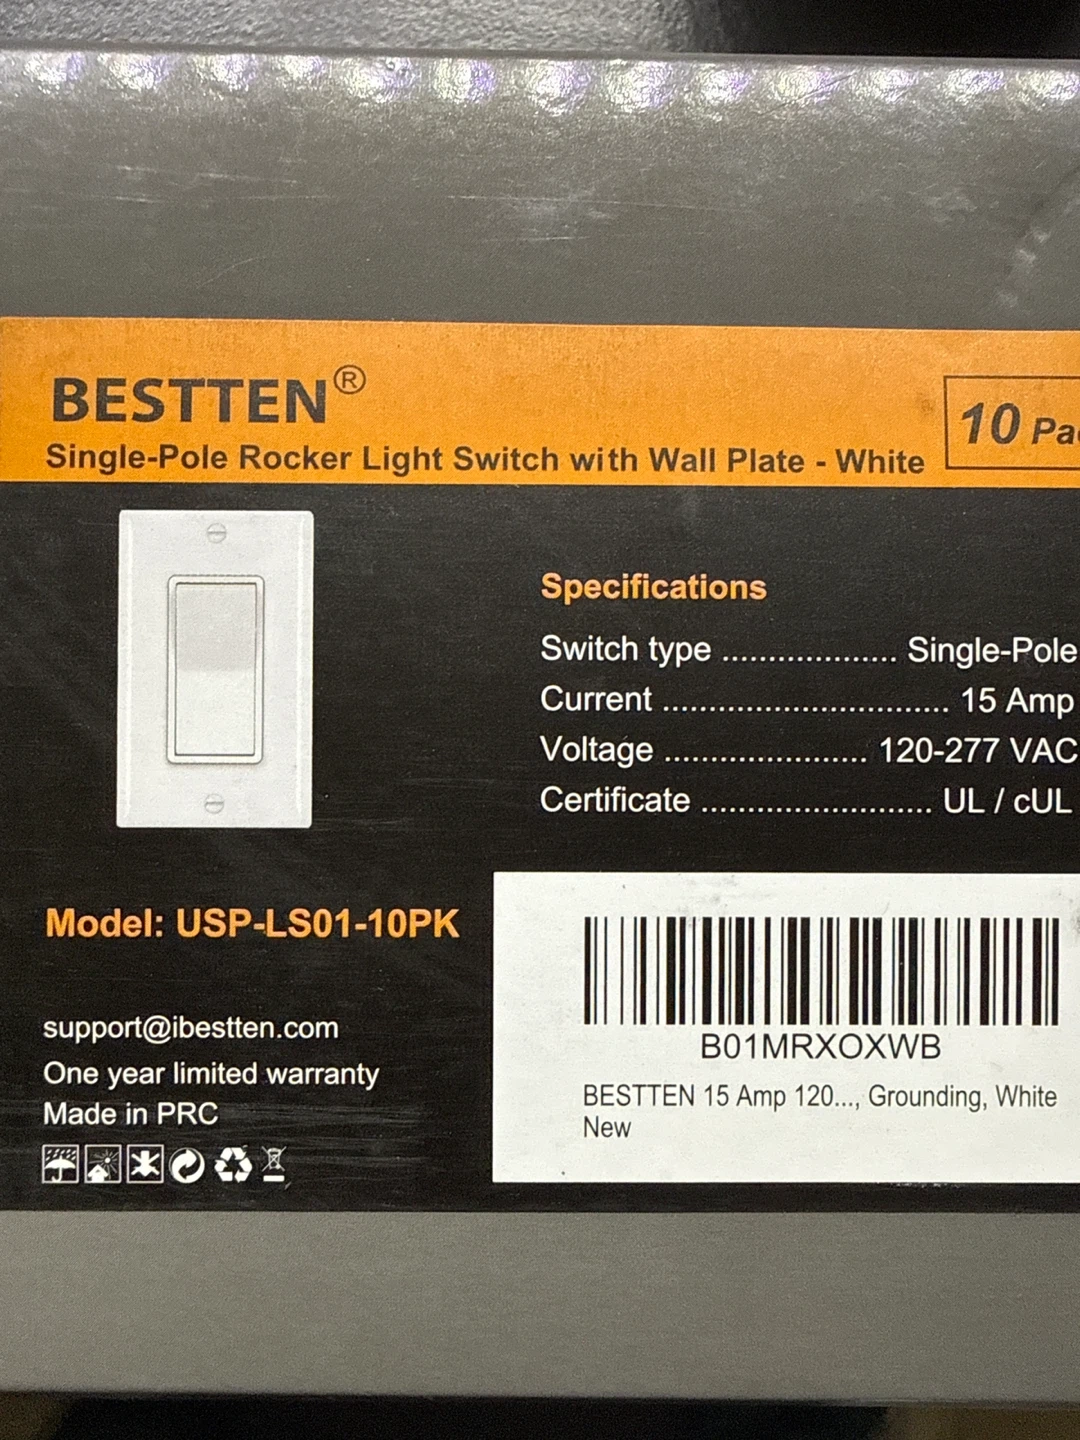 BESTTEN®
Single-Pole Rocker Light Switch with Wall Plate - White
10 Pa
Specifications
Switch type ................... Single-Pole
Current ............................... 15 Amp
Voltage ...................... 120-277 VAC
Certificate ......................... UL / cUL
Model: USP-LS01-10PK
support@ibestten.com
One year limited warranty
Made in PRC
B01MRXOXWB
BESTTEN 15 Amp 120..., Grounding, White
New